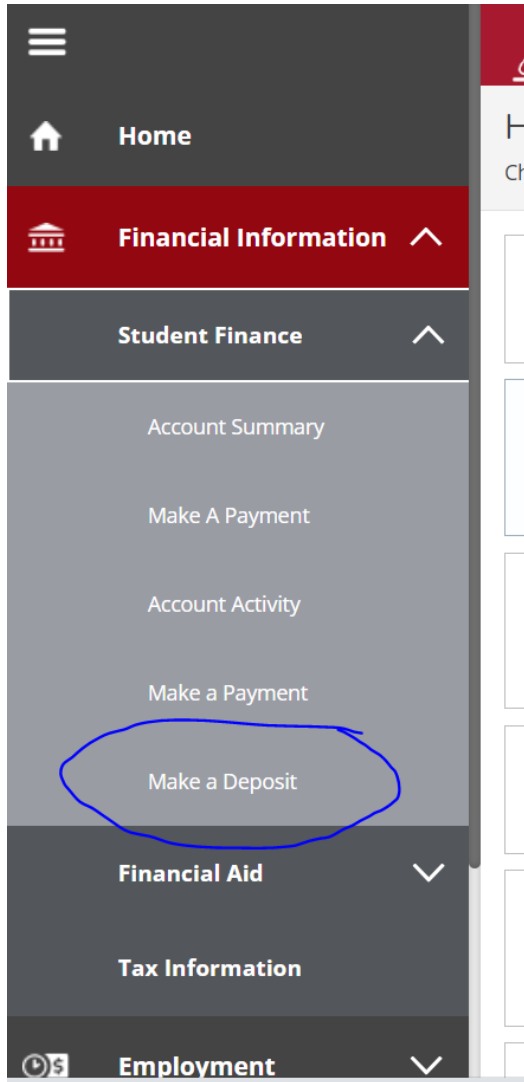 Home
Financial Information
Student Finance
Account Summary
Make A Payment
Account Activity
Make a Payment
Make a Deposit
Financial Aid
Tax Information
Employment